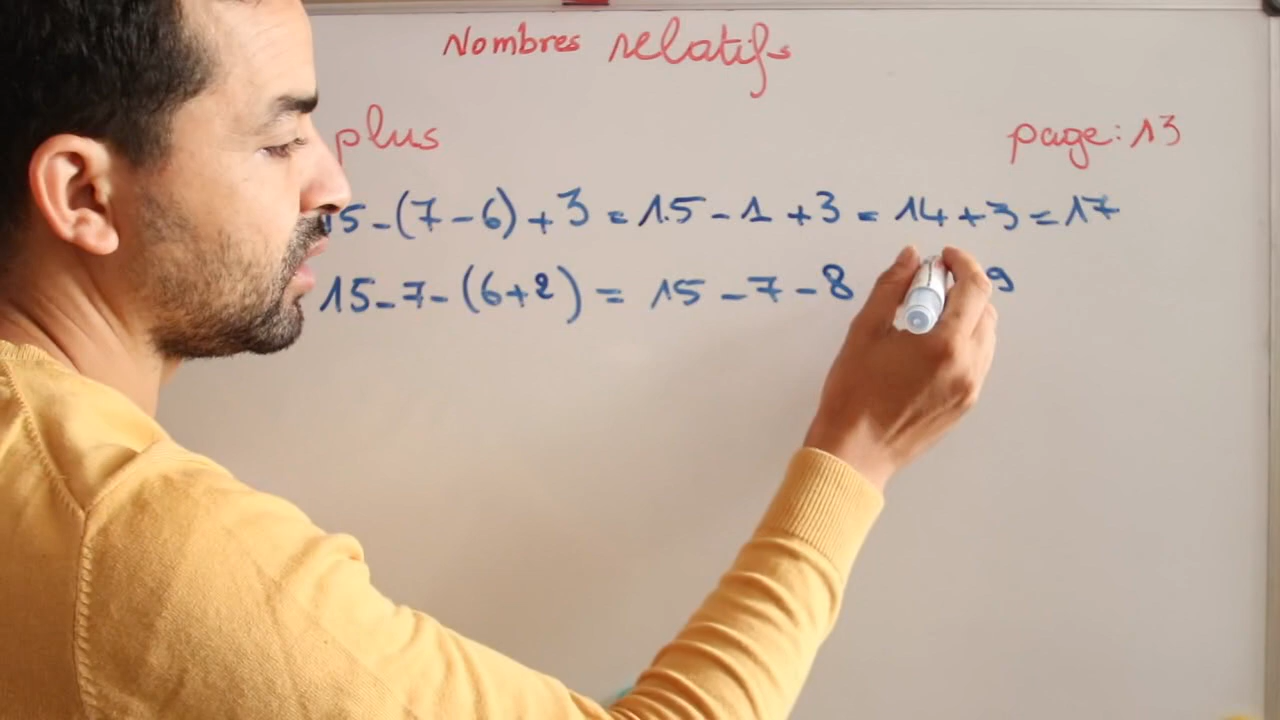 Nombres relatifs
plus
page: 13
15-(7-6)+3 = 15-1+3 = 14+3 = 17
15-7-(6+2) = 15-7-8 9